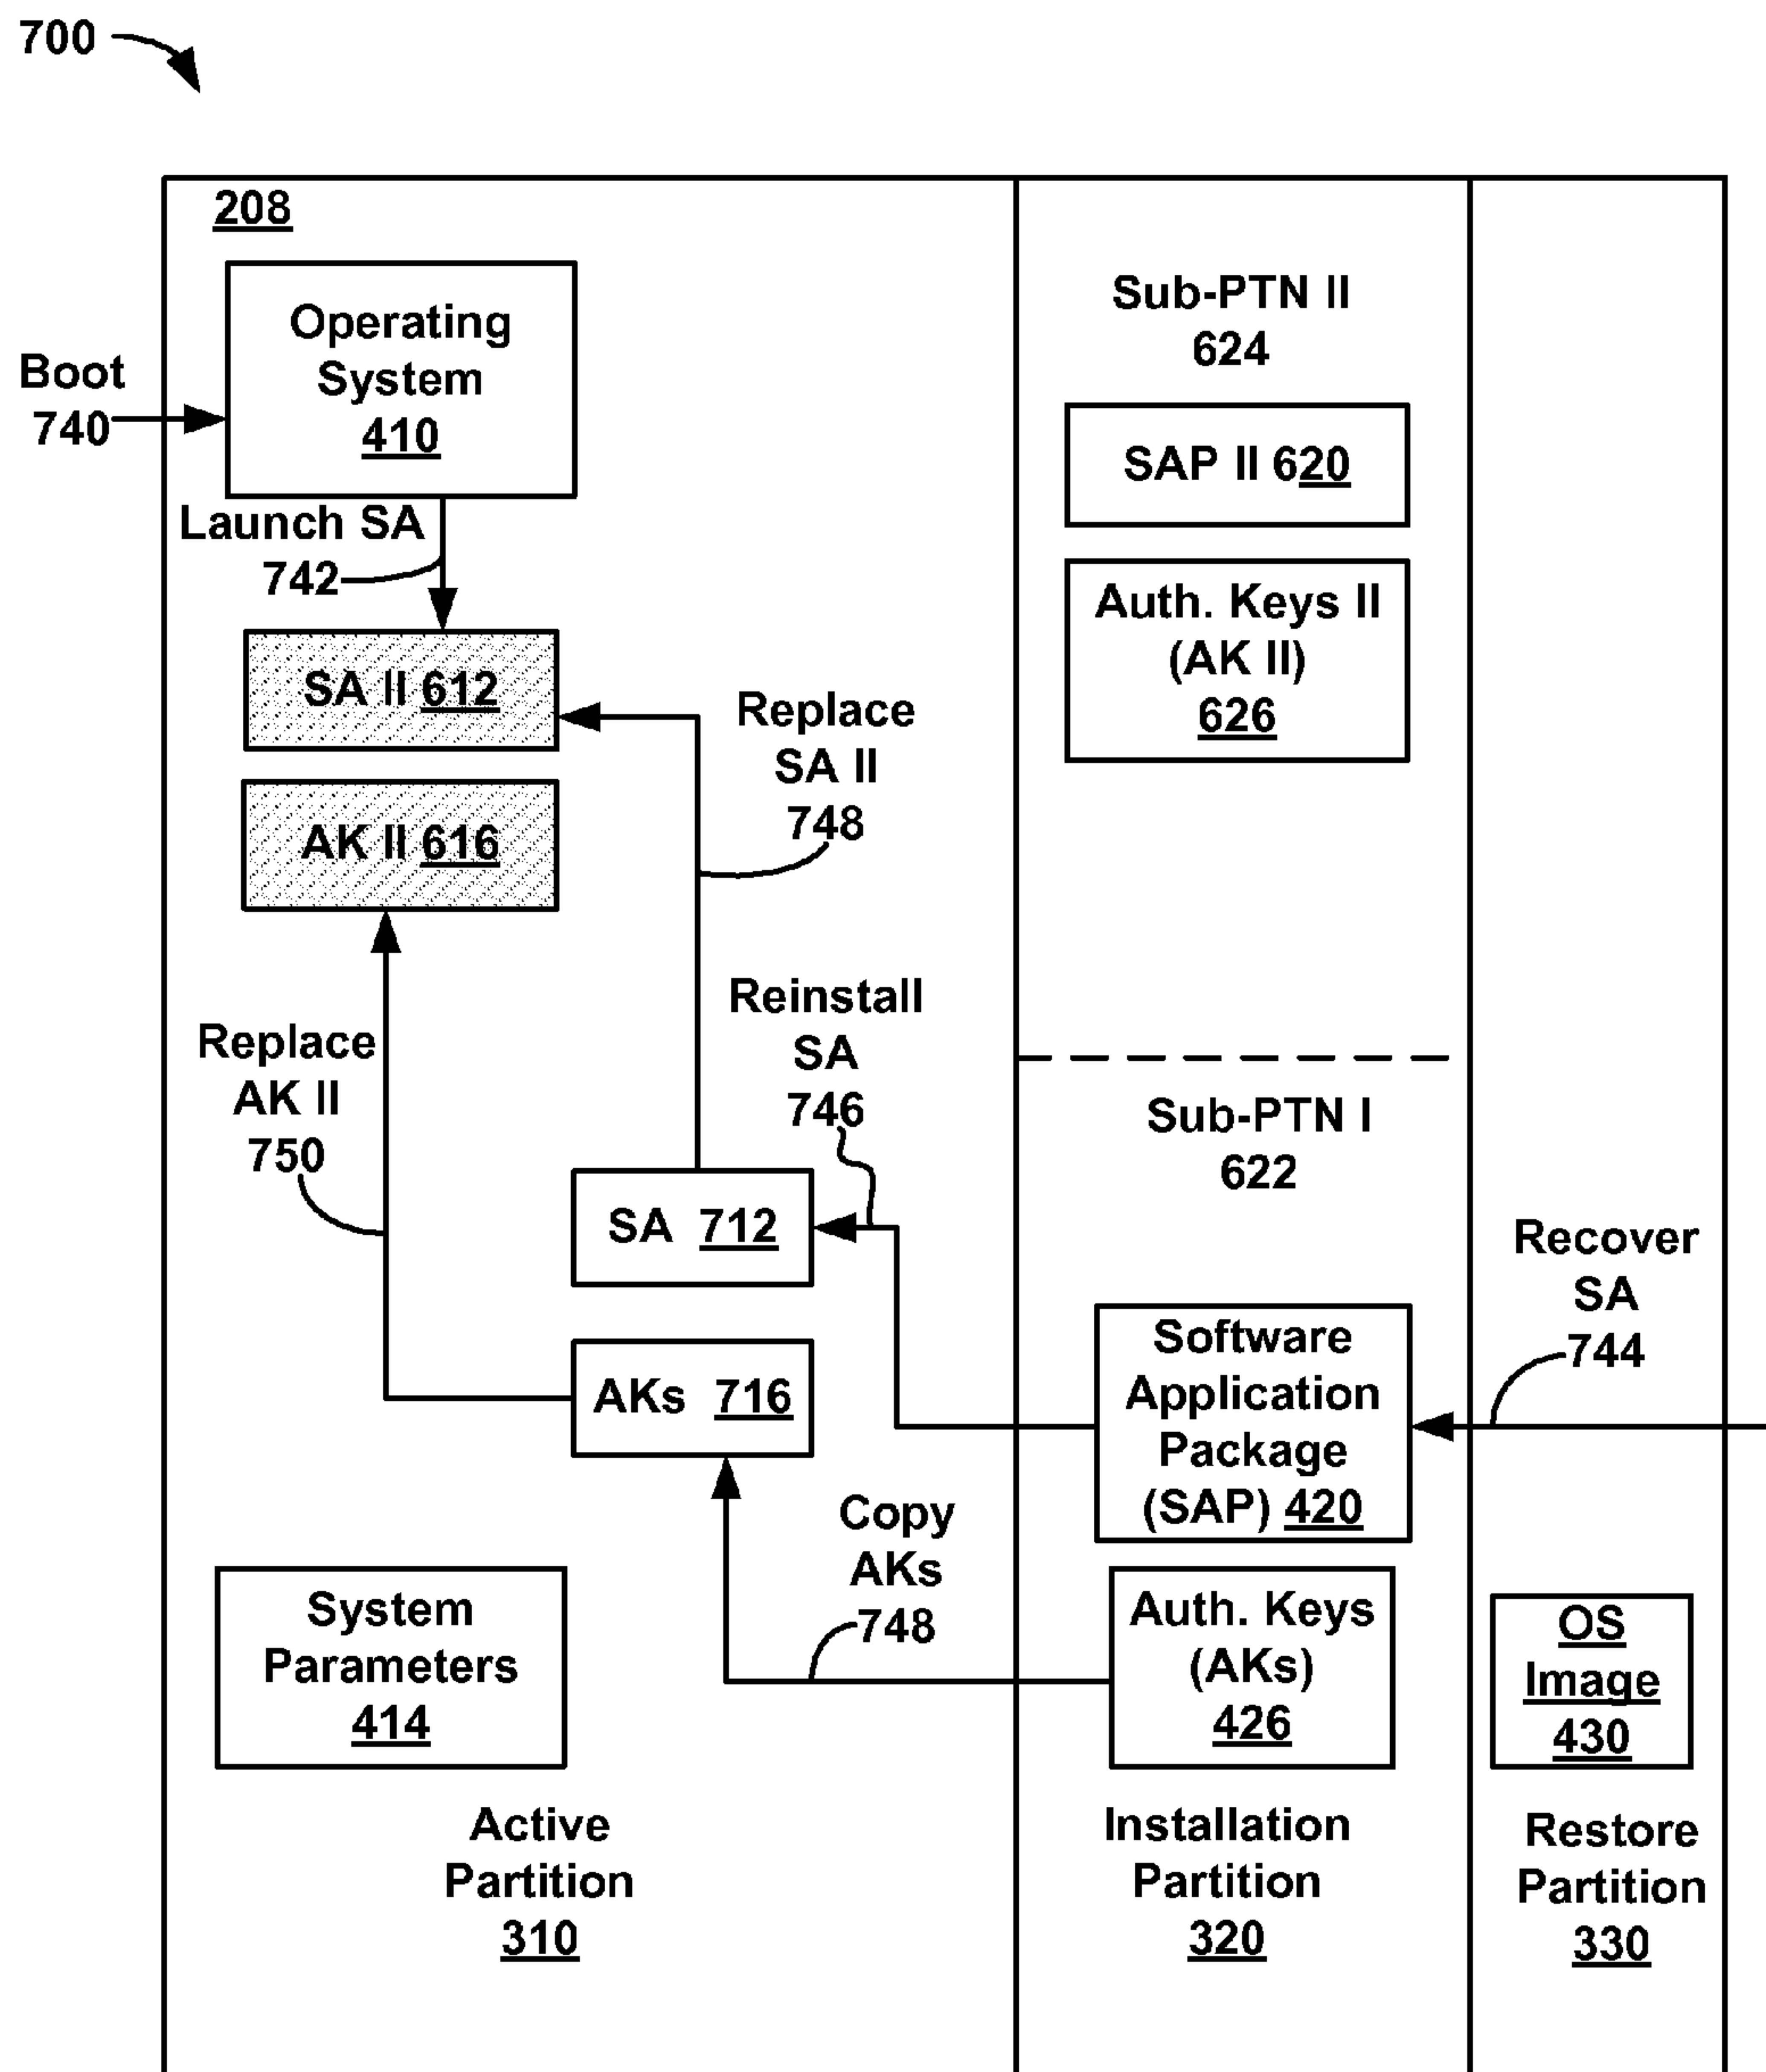 700
208
Operating
System
410
Boot
740
Launch SA
742
SA II 612
AK II 616
Replace
SA II
748
Reinstall
SA
746
Replace
AK II
750
SA 712
AKs 716
Copy
AKs
748
System
Parameters
414
Active
Partition
310
Sub-PTN II
624
SAP II 620
Auth. Keys II
(AK II)
626
Sub-PTN I
622
Software
Application
Package
(SAP) 420
Auth. Keys
(AKs)
426
Installation
Partition
320
Recover
SA
744
OS
Image
430
Restore
Partition
330